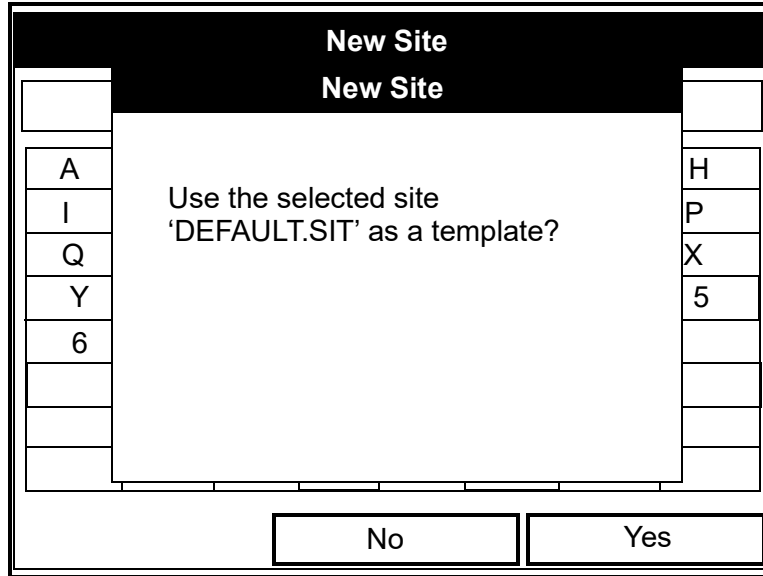 New Site
New Site
A H
Use the selected site
I P
‘DEFAULT.SIT’ as a template?
Q X
Y 5
6
No Yes